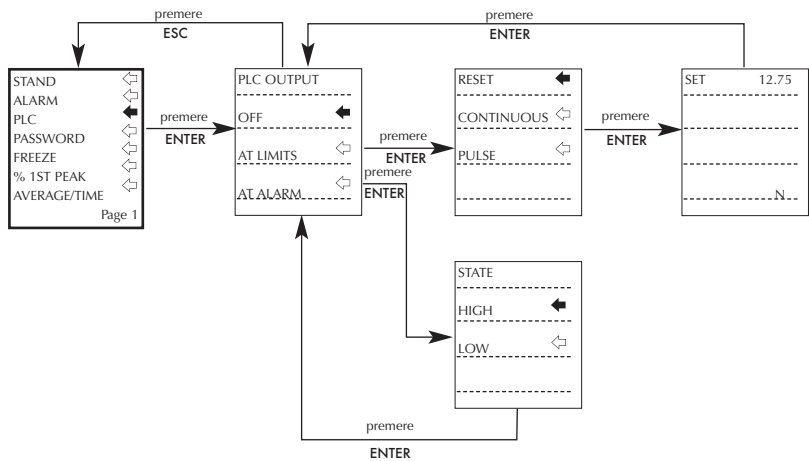 premere
ESC
premere
ENTER
STAND
ALARM
PLC
PASSWORD
FREEZE
% 1ST PEAK
AVERAGE/TIME
Page 1
premere
ENTER
PLC OUTPUT
OFF
AT LIMITS
AT ALARM
premere
ENTER
premere
ENTER
RESET
CONTINUOUS
PULSE
premere
ENTER
SET 12.75
N
STATE
HIGH
LOW
premere
ENTER